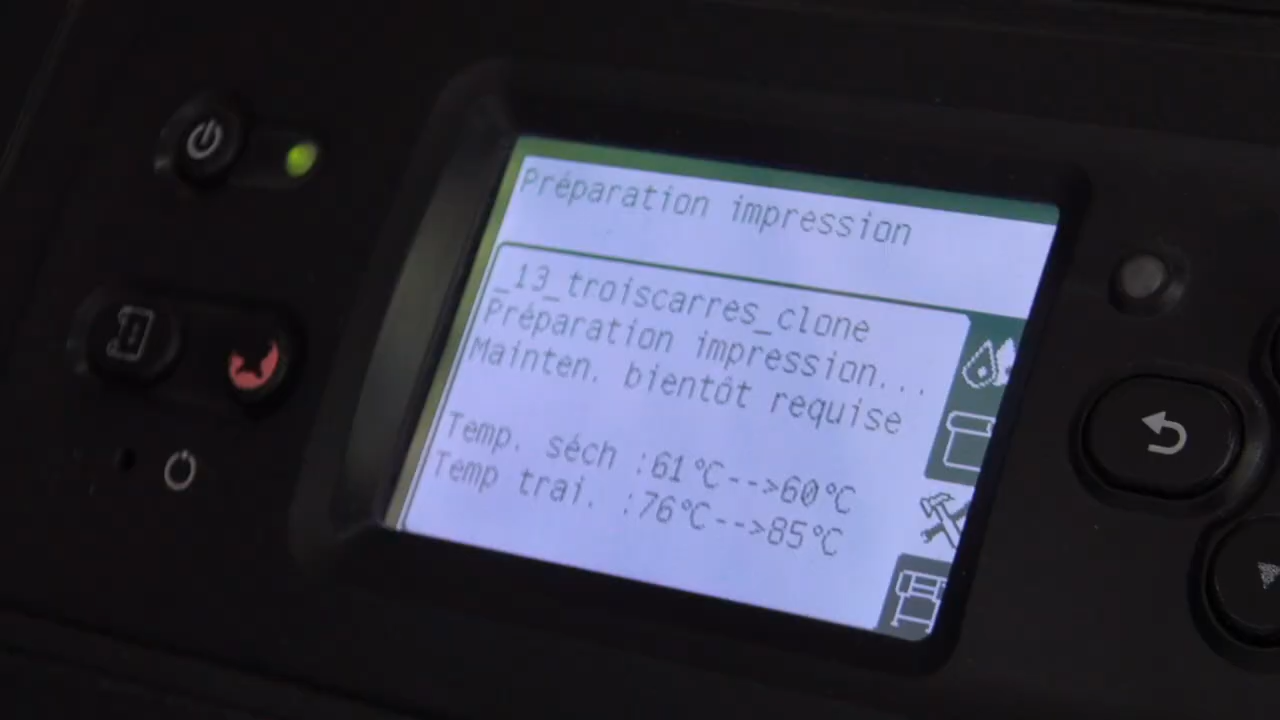 Préparation impression
_13_troiscarres_clone
Préparation impression...
Mainten. bientôt requise
Temp. séch :61°C-->60°C
Temp trai. :76°C-->85°C